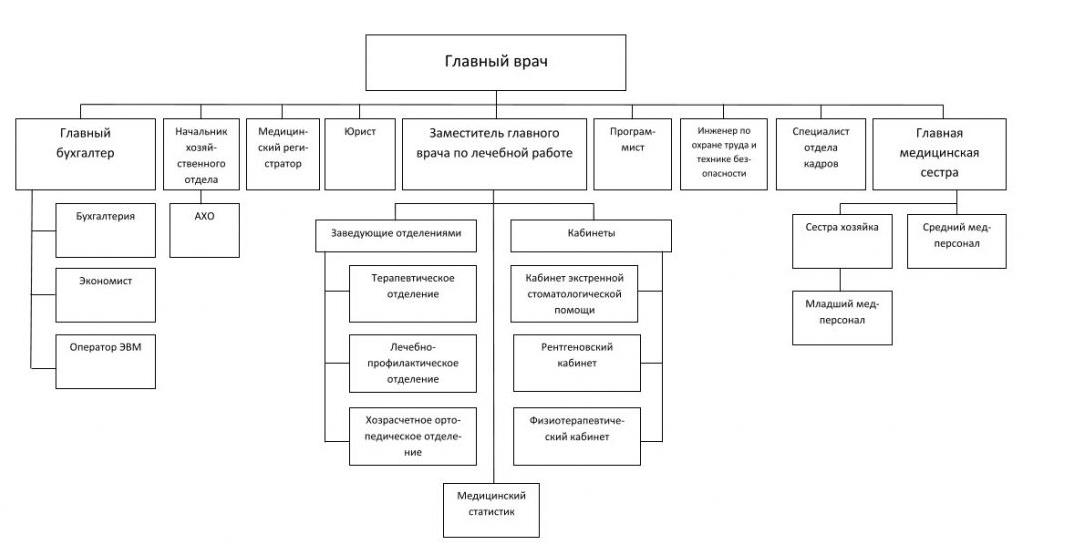 Главный врач
Главный
бухгалтер
Начальник
хозяй-
ственного
отдела
Медицин-
ский реги-
стратор
Юрист
Заместитель главного
врача по лечебной работе
Програм-
мист
Инженер по
охране труда и
технике без-
опасности
Специалист
отдела
кадров
Главная
медицинская
сестра
Бухгалтерия
Экономист
Оператор ЭВМ
АХО
Заведующие отделениями
Терапевтическое
отделение
Лечебно-
профилактическое
отделение
Хозрасчетное орто-
педическое отделе-
ние
Кабинеты
Кабинет экстренной
стоматологической
помощи
Рентгеновский
кабинет
Физиотерапевтиче-
ский кабинет
Медицинский
статистик
Сестра хозяйка
Младший мед-
персонал
Средний мед-
персонал